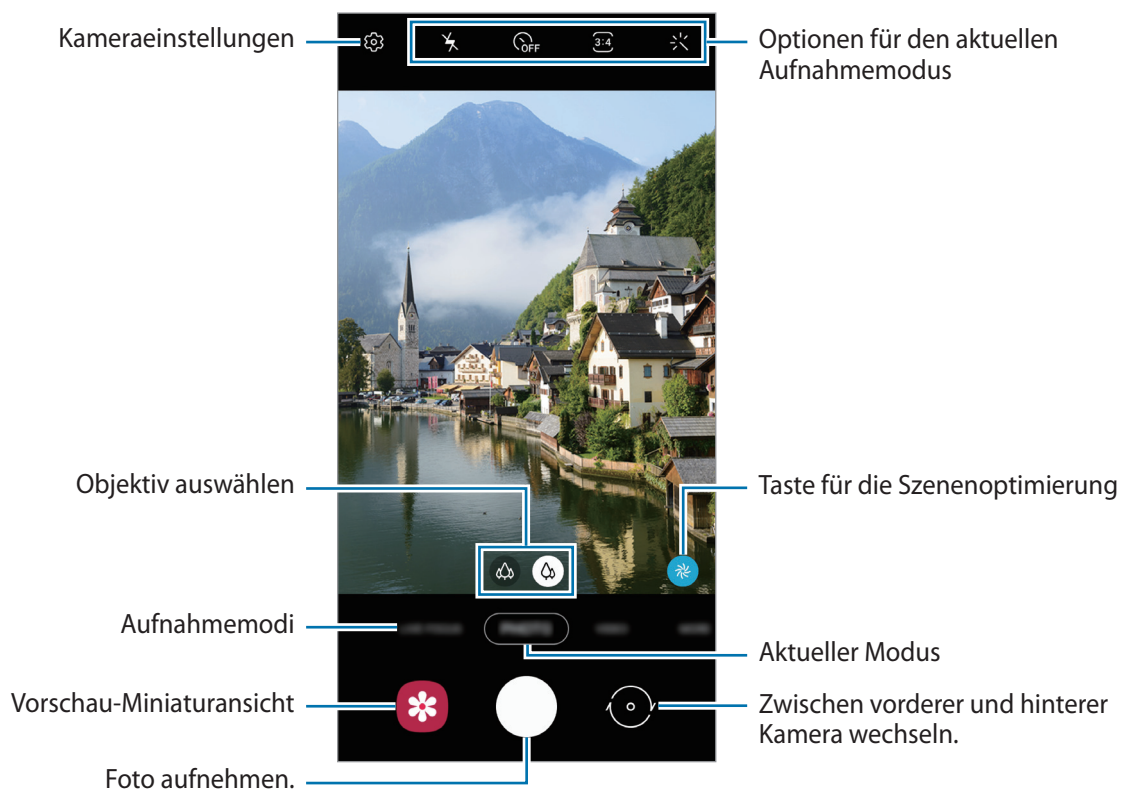 Kameraeinstellungen
OFF
3:4
Optionen für den aktuellen
Aufnahmemodus
Objektiv auswählen
Taste für die Szenenoptimierung
Aufnahmemodi
Aktueller Modus
Vorschau-Miniaturansicht
Zwischen vorderer und hinterer
Kamera wechseln.
Foto aufnehmen.